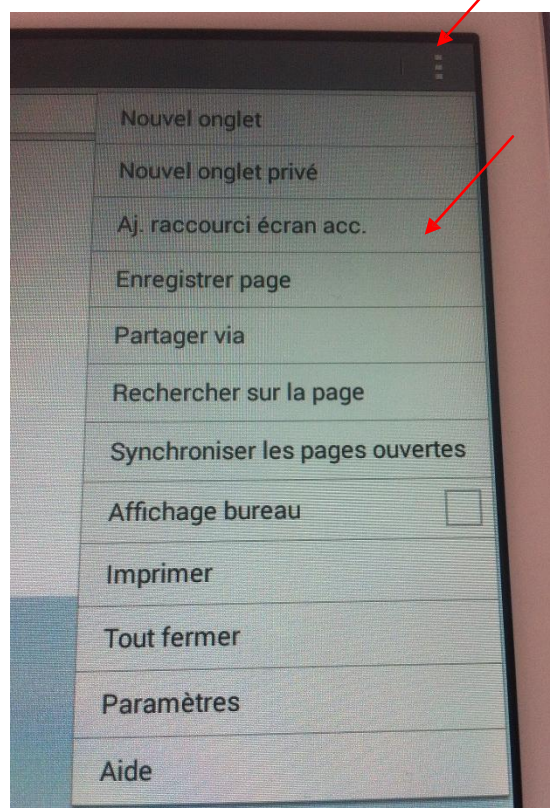 Nouvel onglet
Nouvel onglet privé
Aj. raccourci écran acc.
Enregistrer page
Partager via
Rechercher sur la page
Synchroniser les pages ouvertes
Affichage bureau
Imprimer
Tout fermer
Paramètres
Aide